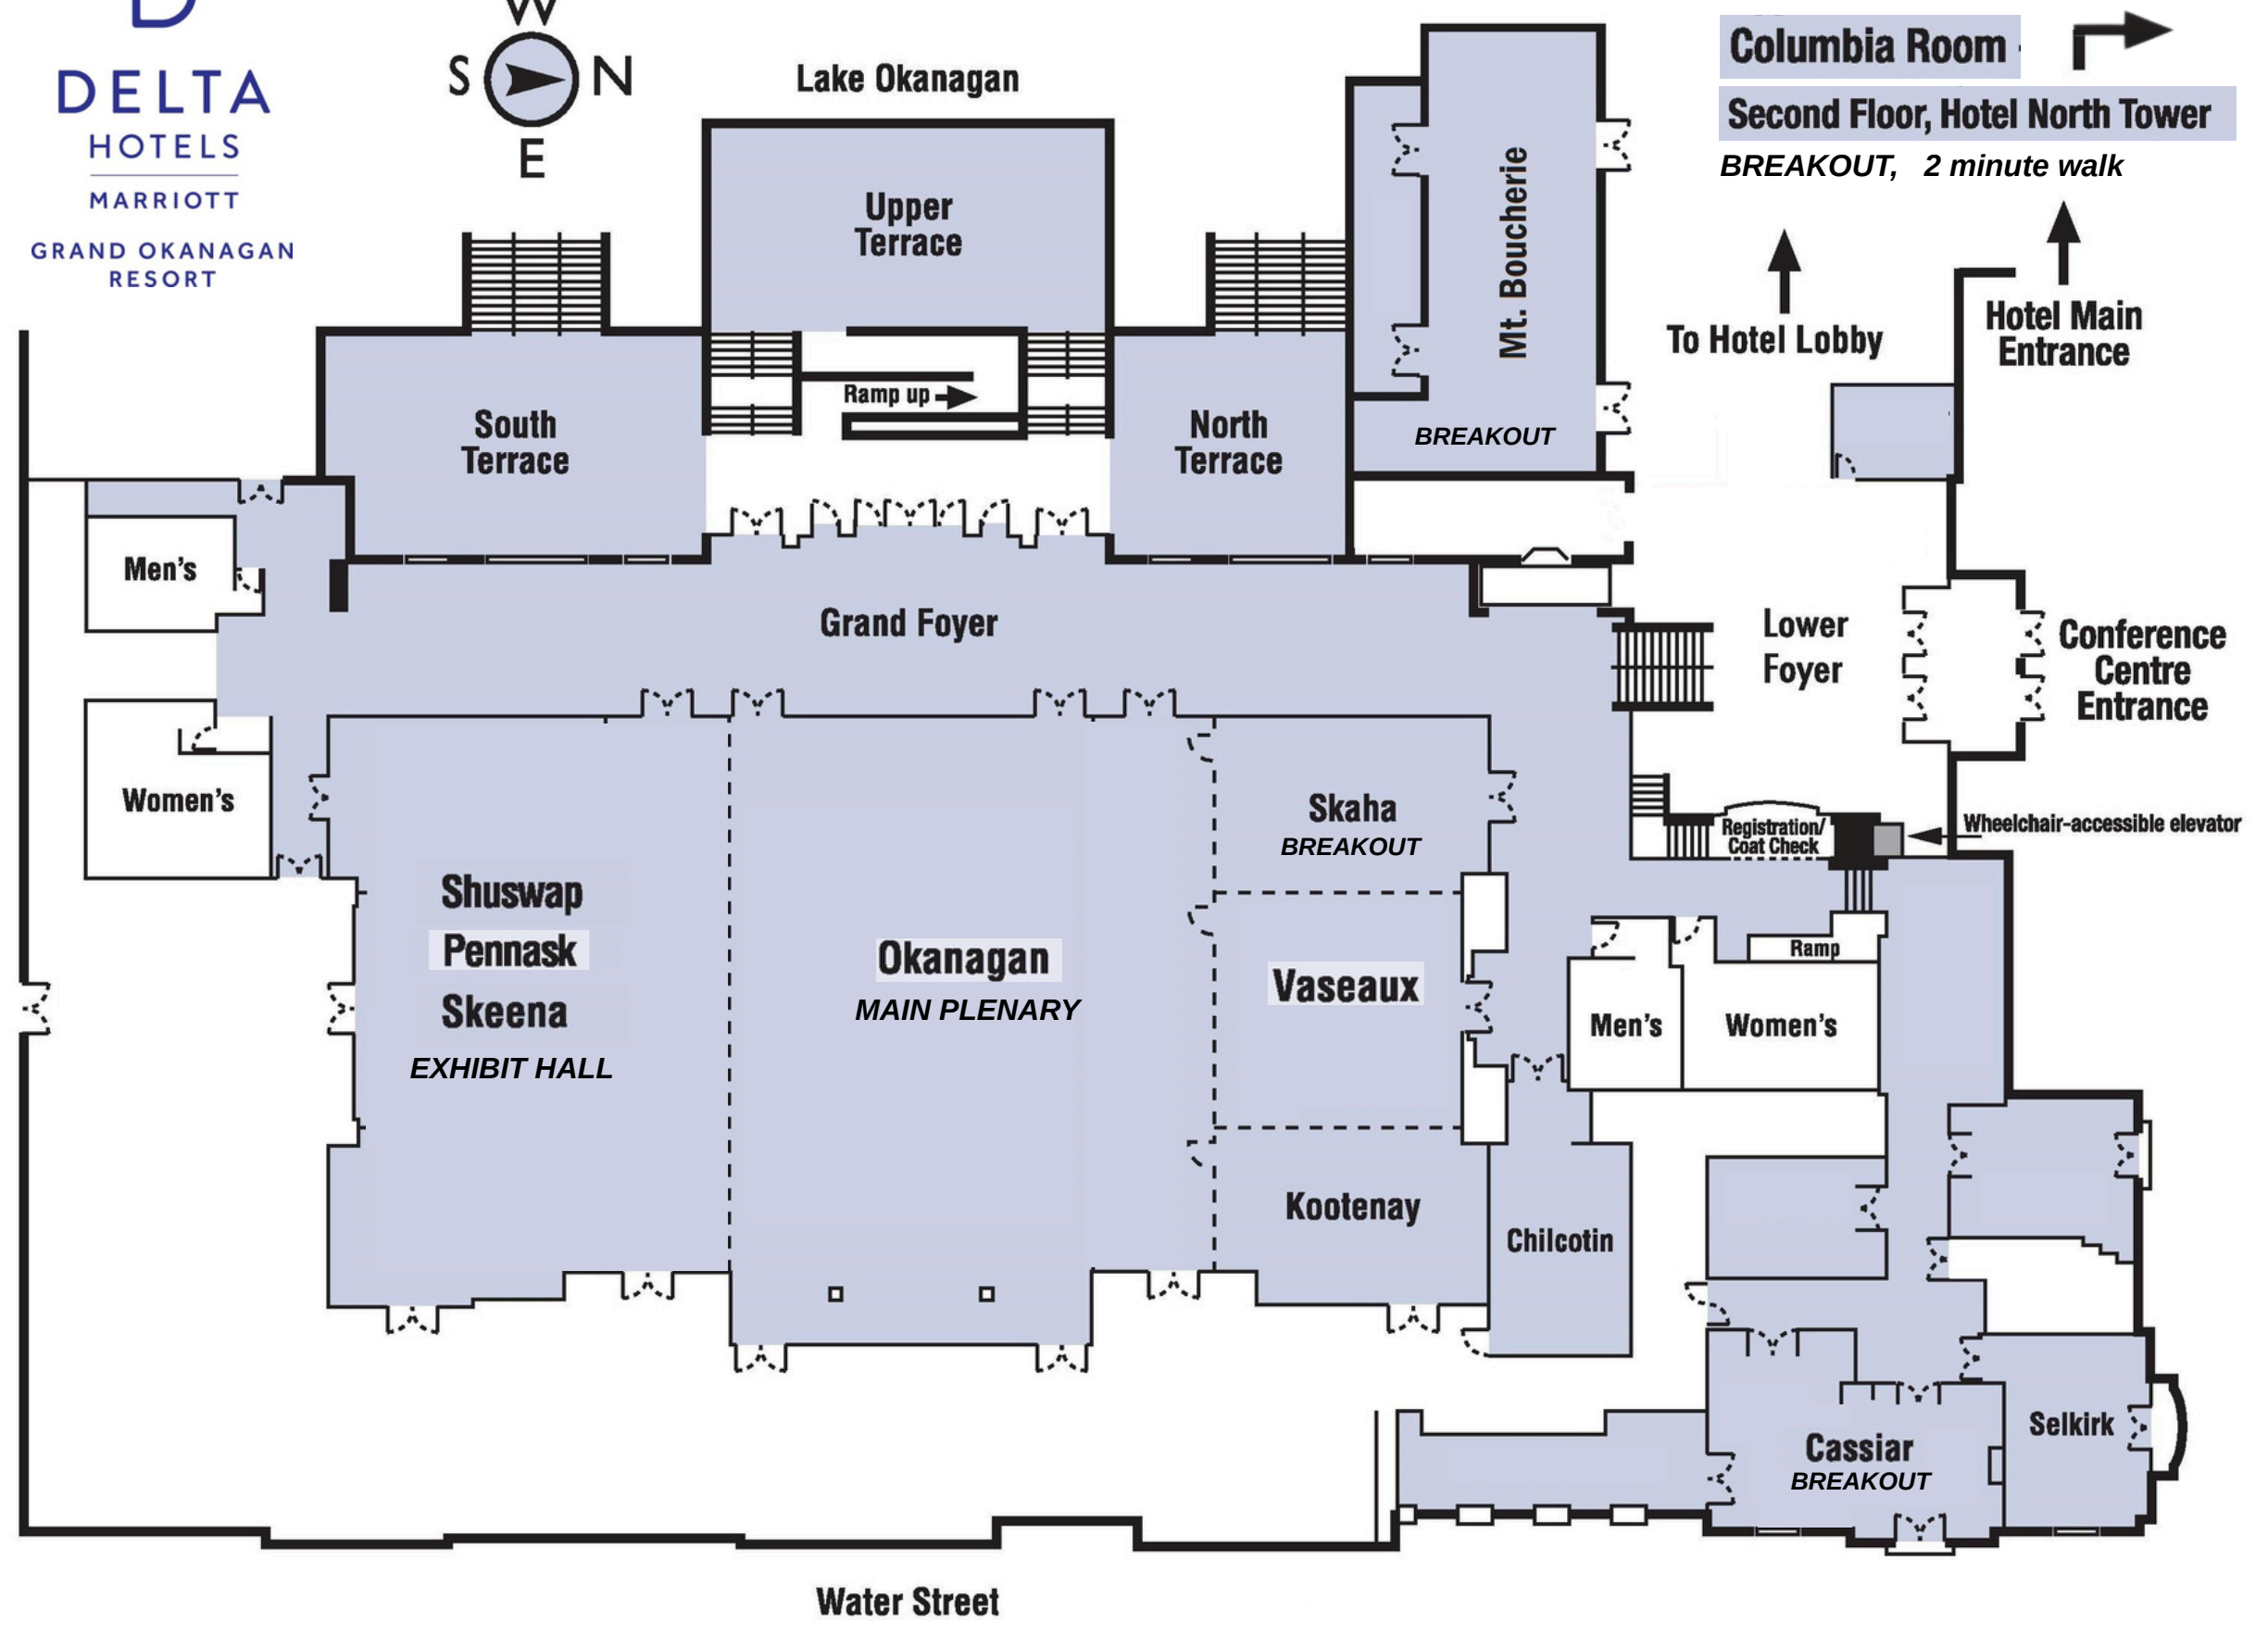 DELTA
HOTELS
MARRIOTT
GRAND OKANAGAN
RESORT
W
S
N
E
Lake Okanagan
Columbia Room
Second Floor, Hotel North Tower
BREAKOUT, 2 minute walk
Upper
Terrace
Mt. Boucherie
BREAKOUT
To Hotel Lobby
Hotel Main
Entrance
South
Terrace
Ramp up
North
Terrace
Men's
Grand Foyer
Lower
Foyer
Conference
Centre
Entrance
Women's
Skaha
BREAKOUT
Registration/
Coat Check
Wheelchair-accessible elevator
Shuswap
Pennask
Skeena
EXHIBIT HALL
Okanagan
MAIN PLENARY
Vaseaux
Ramp
Men's
Women's
Kootenay
Chilcotin
Cassiar
BREAKOUT
Selkirk
Water Street